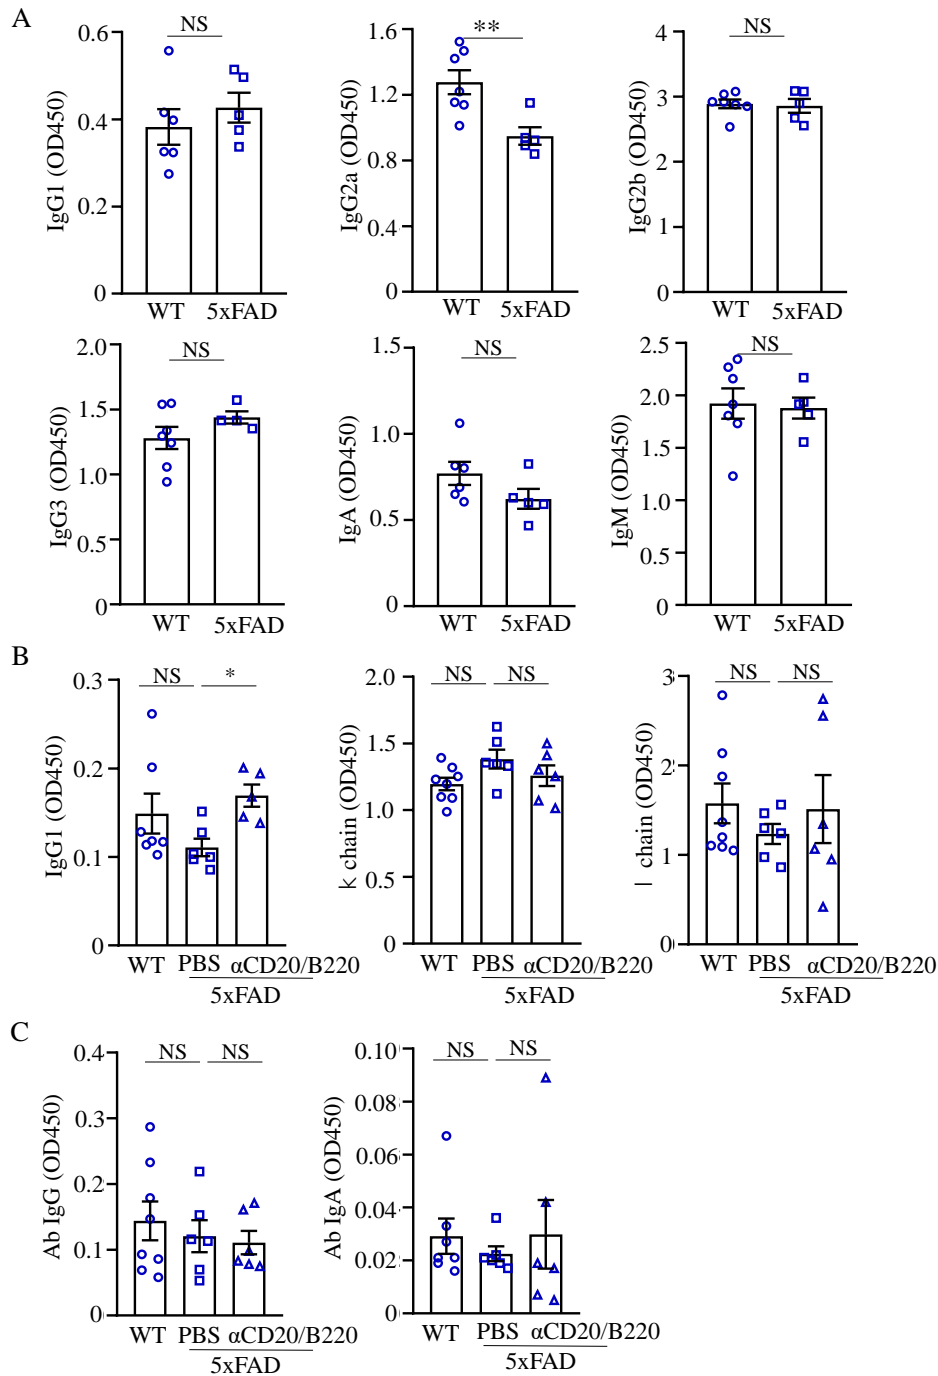 A
IgG1 (OD450)
0.6
0.4
0.2
0
NS
WT
5xFAD
IgG2a (OD450)
1.6
1.2
0.8
0.4
0
**
WT
5xFAD
IgG2b (OD450)
4
3
2
1
0
NS
WT
5xFAD
IgG3 (OD450)
2.0
1.5
1.0
0.5
0
NS
WT
5xFAD
IgA (OD450)
1.5
1.0
0.5
0
NS
WT
5xFAD
IgM (OD450)
2.5
2.0
1.5
1.0
0.5
0
NS
WT
5xFAD
B
IgG1 (OD450)
0.3
0.2
0.1
0
NS
*
WT
PBS
αCD20/B220
5xFAD
k chain (OD450)
2.0
1.5
1.0
0.5
0
NS
NS
WT
PBS
αCD20/B220
5xFAD
l chain (OD450)
3
2
1
0
NS
NS
WT
PBS
αCD20/B220
5xFAD
C
Ab IgG (OD450)
0.4
0.3
0.2
0.1
0
NS
NS
WT
PBS
αCD20/B220
5xFAD
Ab IgA (OD450)
0.10
0.08
0.06
0.04
0.02
0
NS
NS
WT
PBS
αCD20/B220
5xFAD